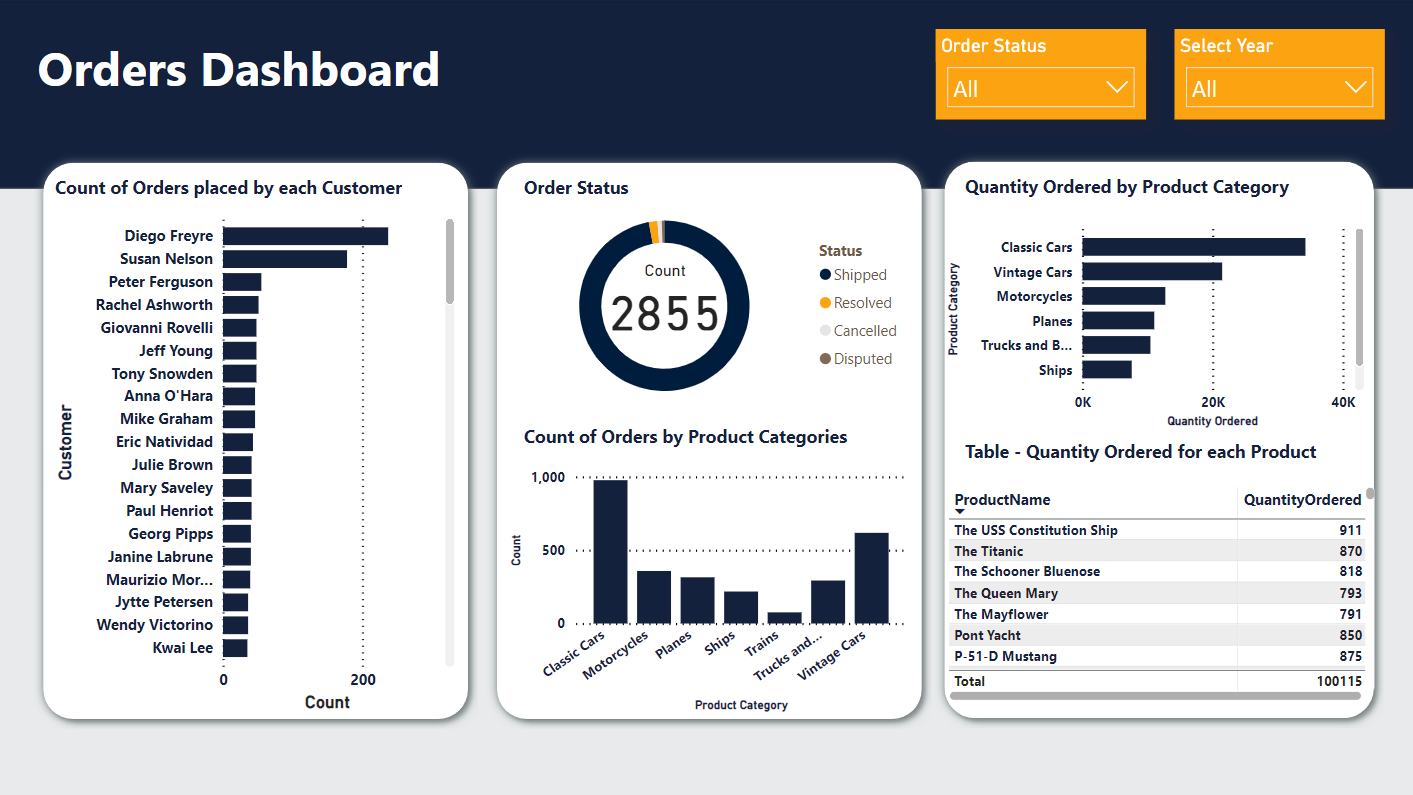 Orders Dashboard
Order Status
All
Select Year
All
Count of Orders placed by each Customer
Customer
Diego Freyre
Susan Nelson
Peter Ferguson
Rachel Ashworth
Giovanni Rovelli
Jeff Young
Tony Snowden
Anna O'Hara
Mike Graham
Eric Natividad
Julie Brown
Mary Saveley
Paul Henriot
Georg Pipps
Janine Labrune
Maurizio Mor...
Jytte Petersen
Wendy Victorino
Kwai Lee
0 200
Count
Order Status
Count
2855
Status
Shipped
Resolved
Cancelled
Disputed
Count of Orders by Product Categories
Count
1,000
500
0
Classic Cars
Motorcycles
Planes
Ships
Trains
Trucks and...
Vintage Cars
Product Category
Quantity Ordered by Product Category
Product Category
Classic Cars
Vintage Cars
Motorcycles
Planes
Trucks and B...
Ships
0K 20K 40K
Quantity Ordered
Table - Quantity Ordered for each Product
ProductName QuantityOrdered
The USS Constitution Ship 911
The Titanic 870
The Schooner Bluenose 818
The Queen Mary 793
The Mayflower 791
Pont Yacht 850
P-51-D Mustang 875
Total 100115